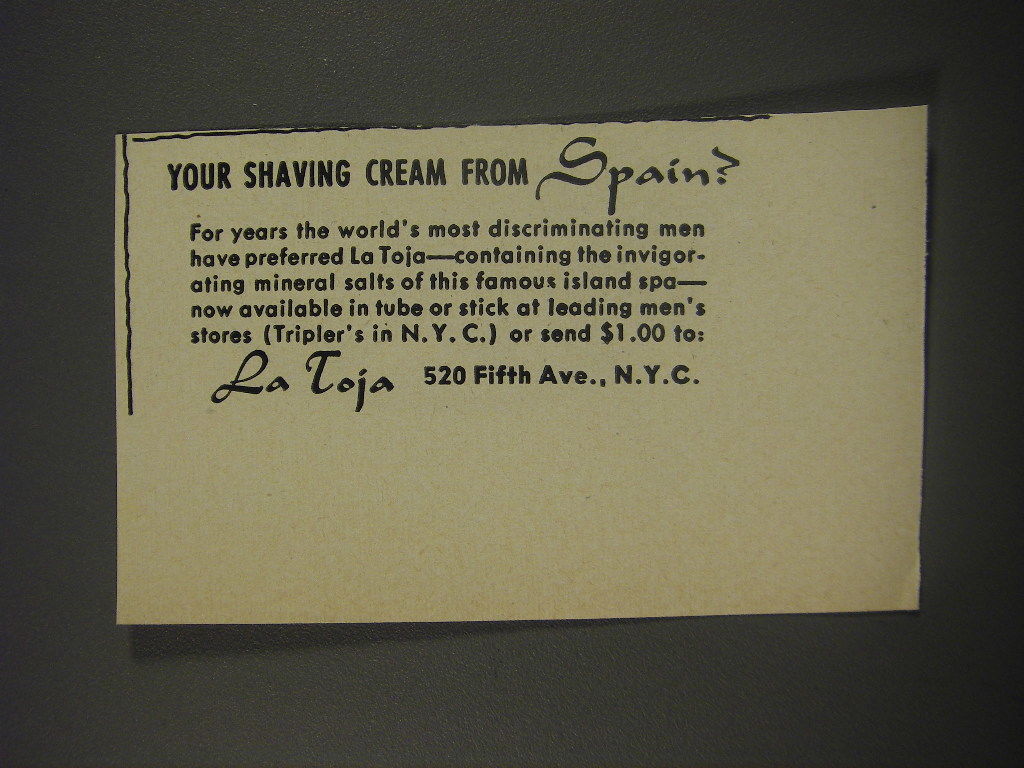 YOUR SHAVING CREAM FROM Spain?
For years the world's most discriminating men
have preferred La Toja—containing the invigor-
ating mineral salts of this famous island spa—
now available in tube or stick at leading men's
stores (Tripler's in N.Y.C.) or send $1.00 to:
La Toja 520 Fifth Ave., N.Y.C.